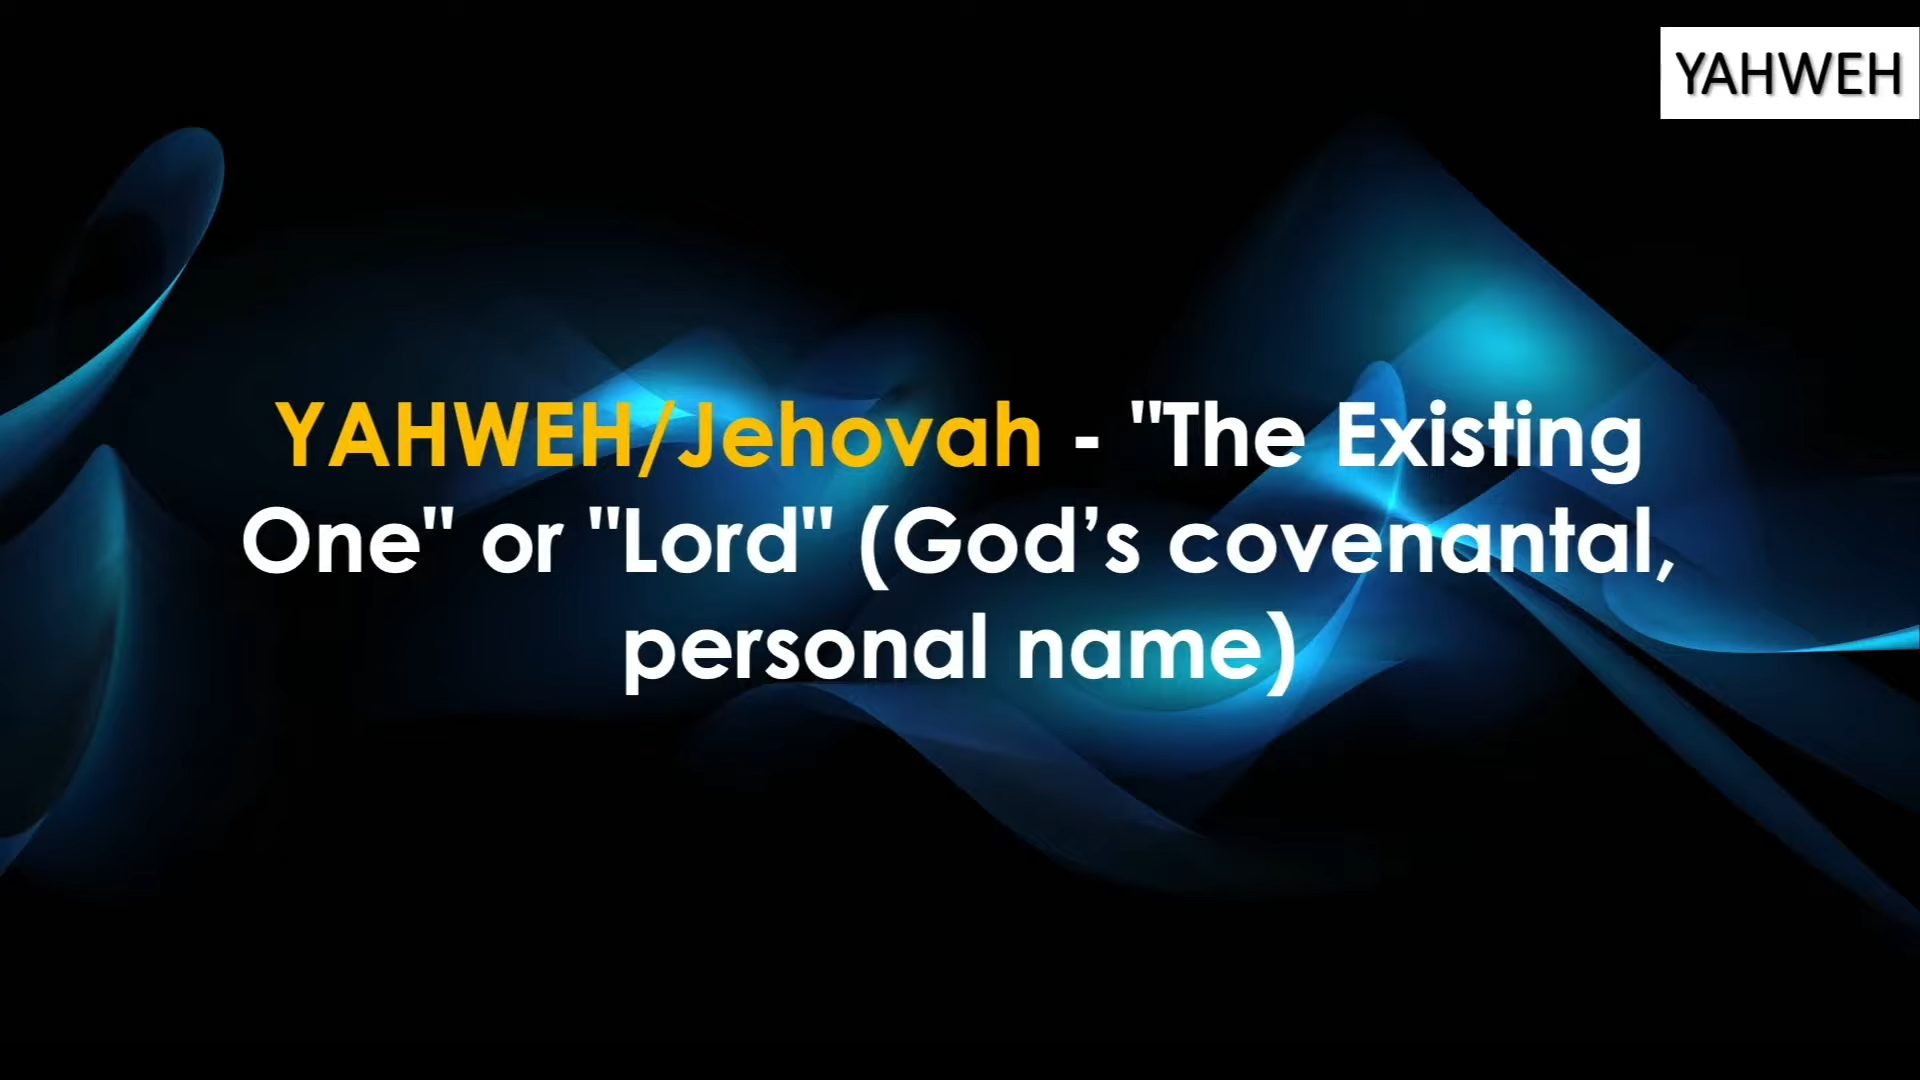 YAHWEH
YAHWEH/Jehovah - "The Existing
One" or "Lord" (God’s covenantal,
personal name)